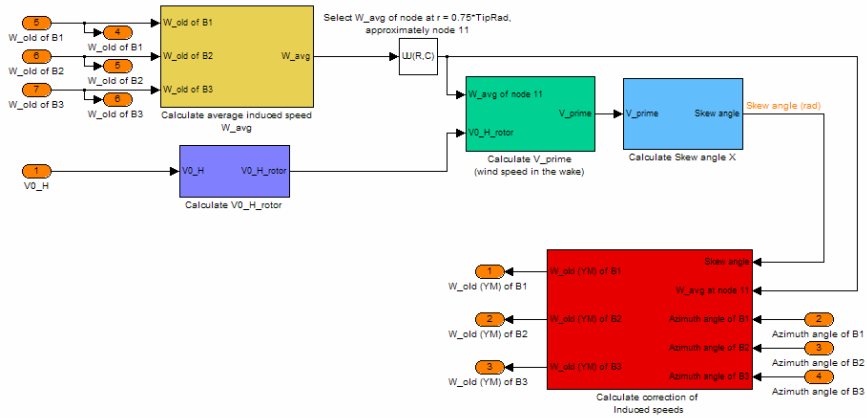 Select W_avg of node at r = 0.75*TipRad,
approximately node 11
5
W_old of B1
4
W_old of B1
6
W_old of B2
5
W_old of B2
7
W_old of B3
6
W_old of B3
W_old of B1
W_old of B2
W_old of B3
W_avg
Calculate average induced speed
W_avg
U(R,C)
W_avg of node 11
V0_H_rotor
V_prime
Calculate V_prime
(wind speed in the wake)
V_prime
Skew angle
Calculate Skew angle X
Skew angle (rad)
1
V0_H
V0_H
V0_H_rotor
Calculate V0_H_rotor
1
W_old (YM) of B1
2
W_old (YM) of B2
3
W_old (YM) of B3
W_old (YM) of B1
W_old (YM) of B2
W_old (YM) of B3
Skew angle
W_avg at node 11
Azimuth angle of B1
Azimuth angle of B2
Azimuth angle of B3
Calculate correction of
Induced speeds
2
Azimuth angle of B1
3
Azimuth angle of B2
4
Azimuth angle of B3